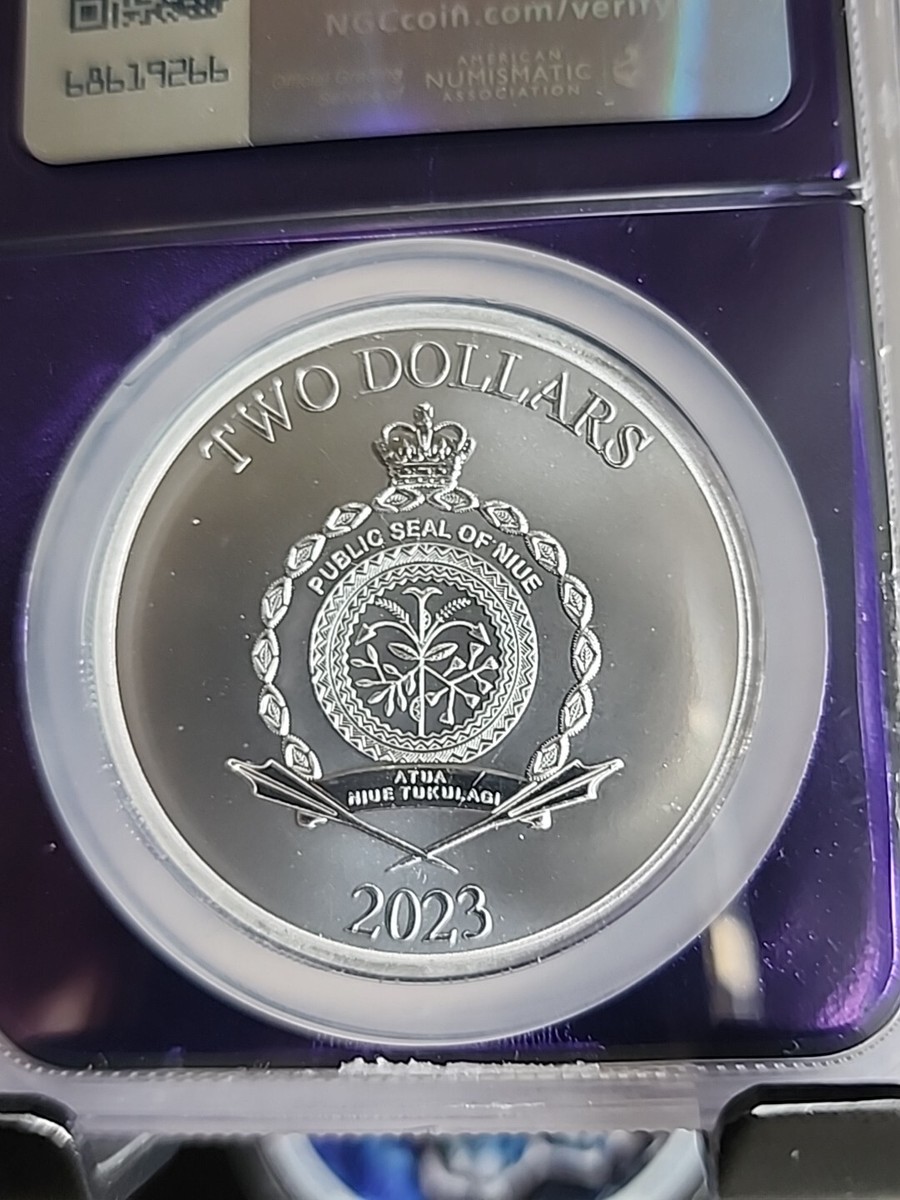 NGCcoin.com/verify
68619266
Official Grading
Service of
AMERICAN
NUMISMATIC
ASSOCIATION
TWO DOLLARS
PUBLIC SEAL OF NIUE
ATUA
NIUE TUKULAGI
2023